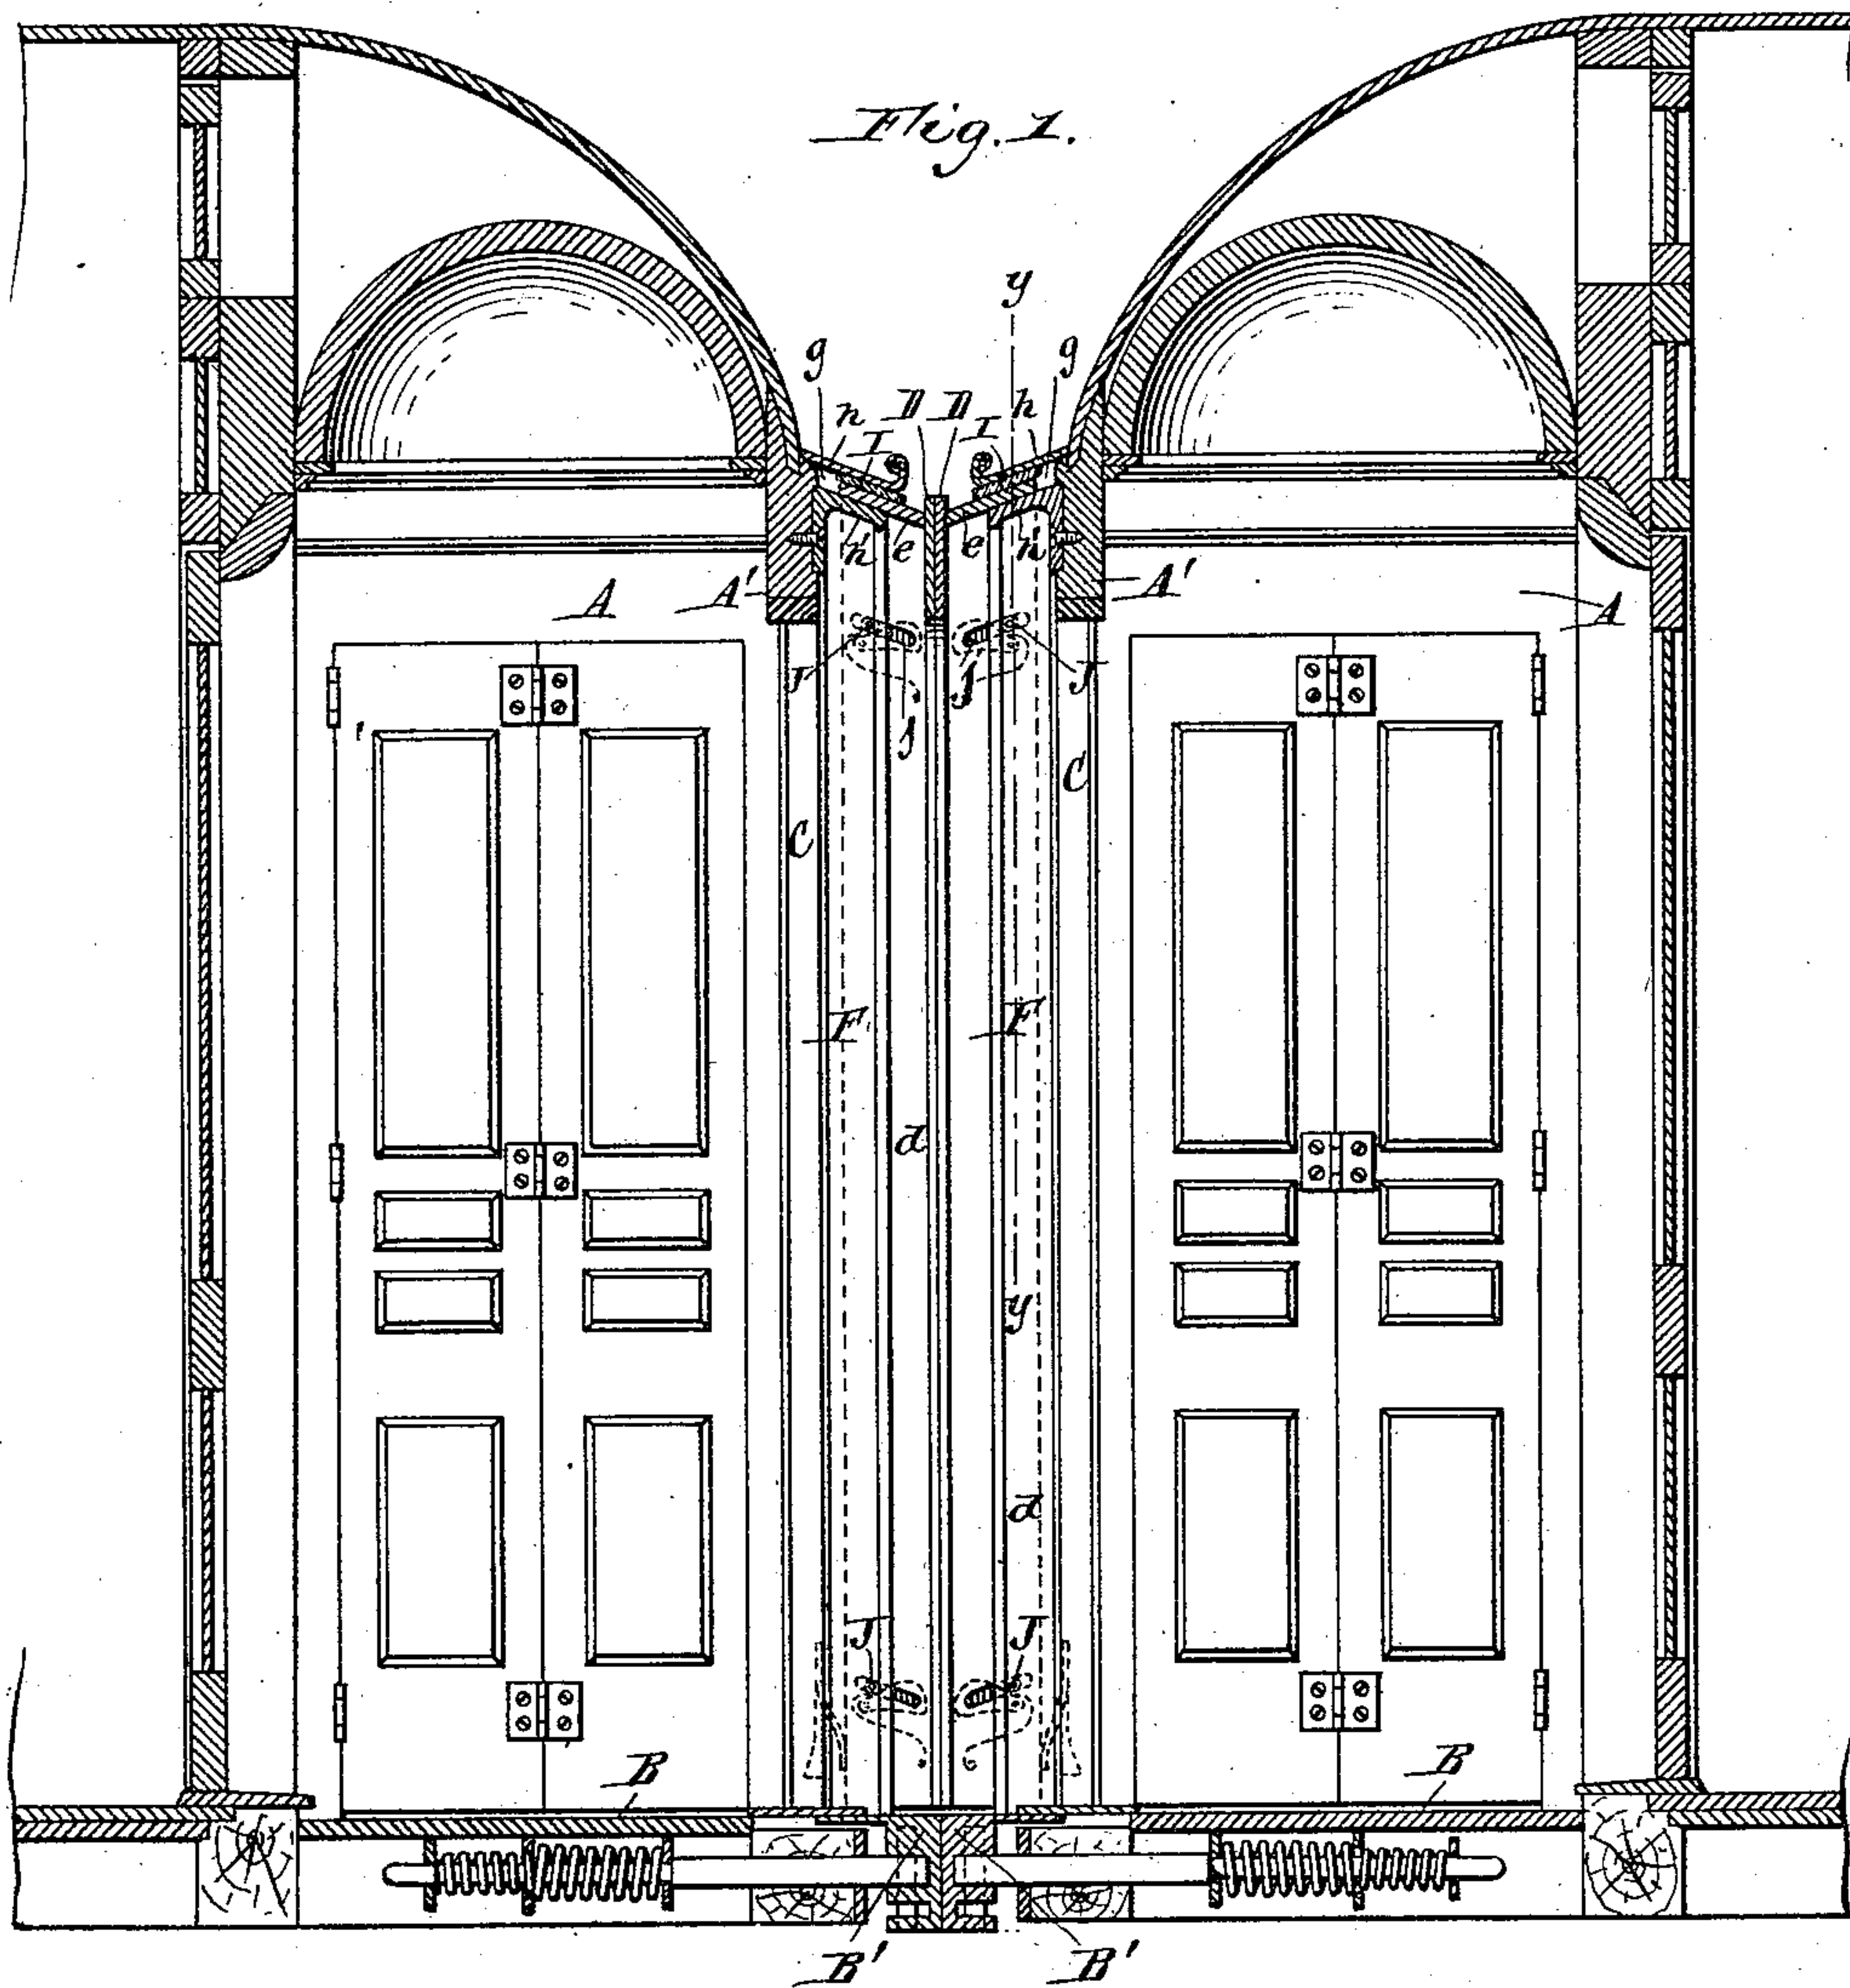 Fig. 1.
y
g g
h I D D I h
h' e e h
A A' A' A
J j j J
C C
F F
d
y
d
J J
B B
B' B'